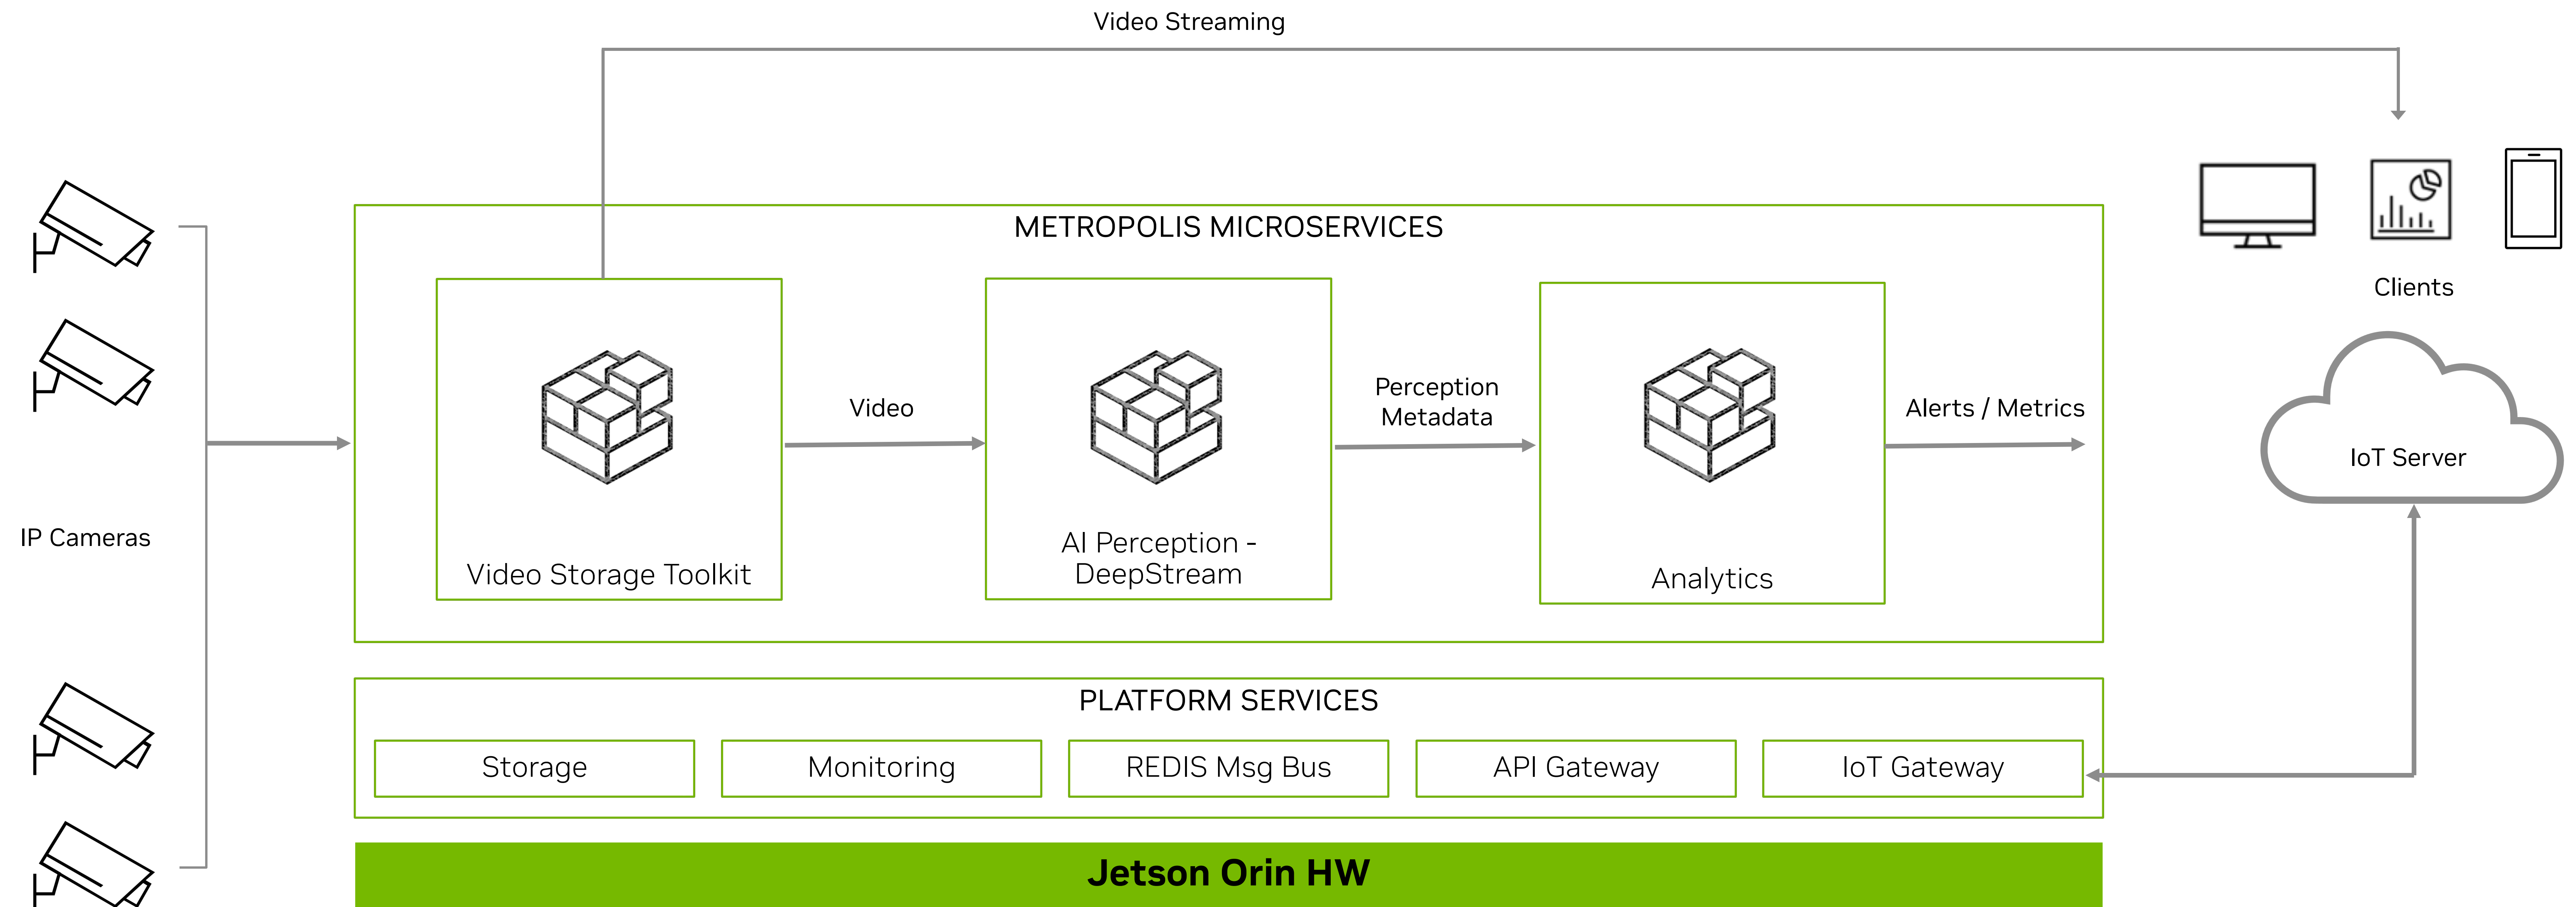 Video Streaming
METROPOLIS MICROSERVICES
Clients
Video
Perception
Metadata
Alerts / Metrics
IoT Server
IP Cameras
Video Storage Toolkit
AI Perception -
DeepStream
Analytics
PLATFORM SERVICES
Storage
Monitoring
REDIS Msg Bus
API Gateway
IoT Gateway
Jetson Orin HW